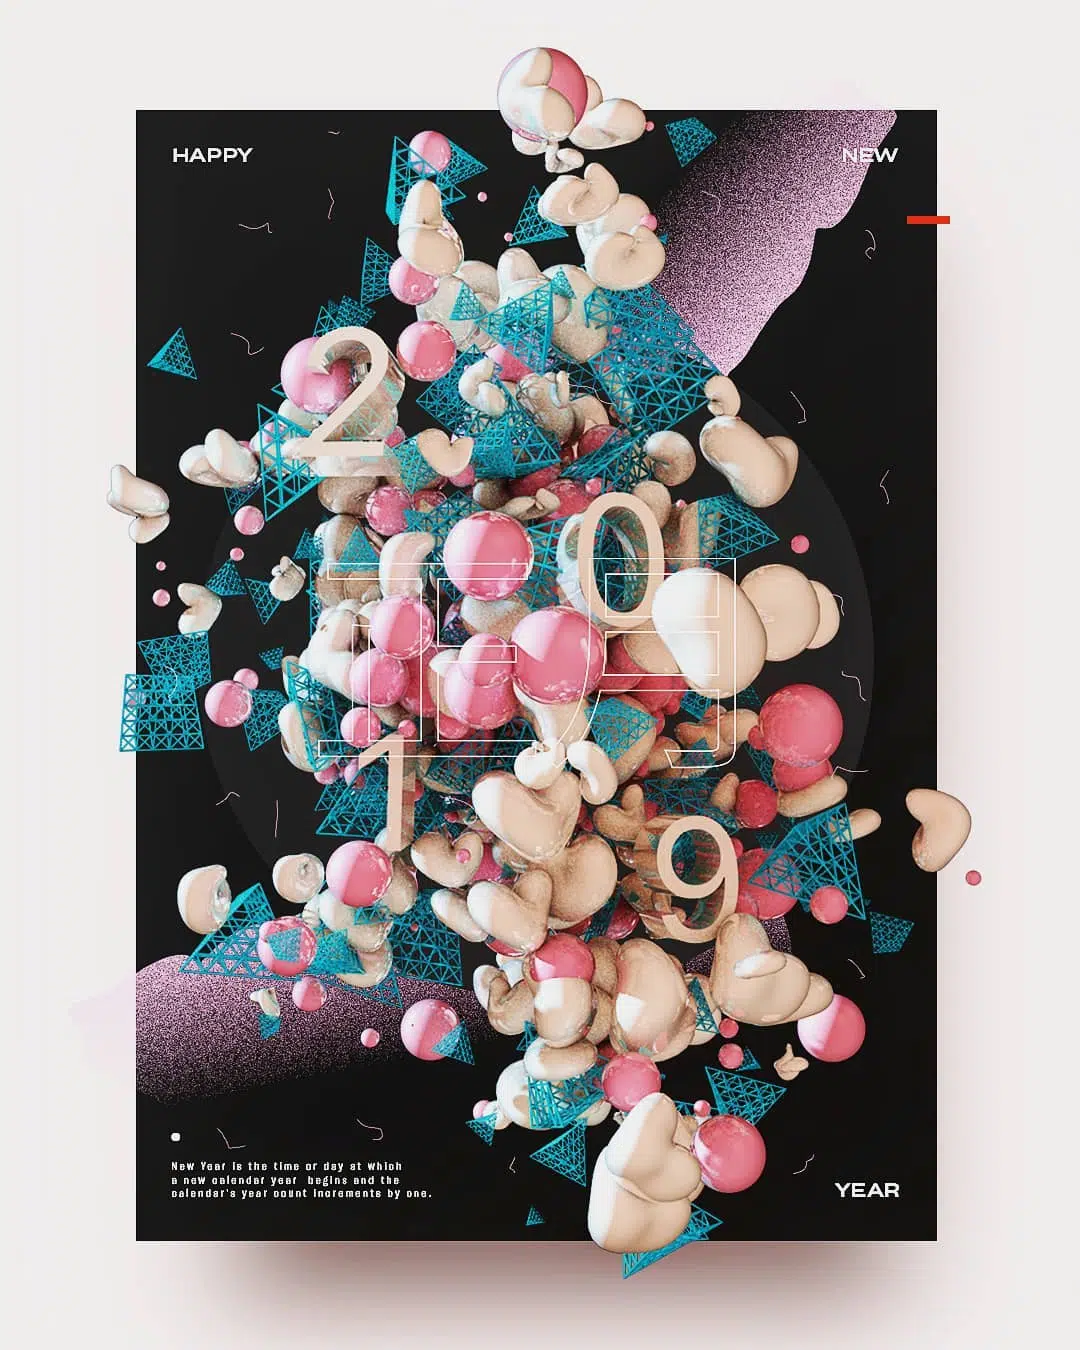 HAPPY
NEW
2
0
正月
1
9
New Year is the time or day at which
a new calendar year begins and the
calendar's year count increments by one.
YEAR